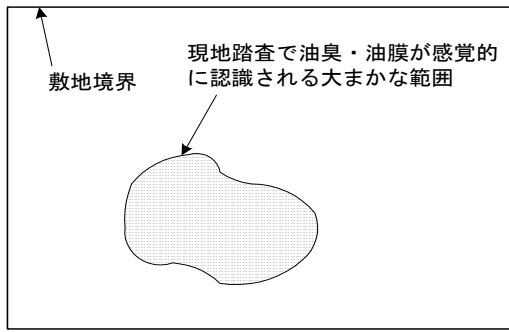 現地踏査で油臭・油膜が感覚的
に認識される大まかな範囲
敷地境界